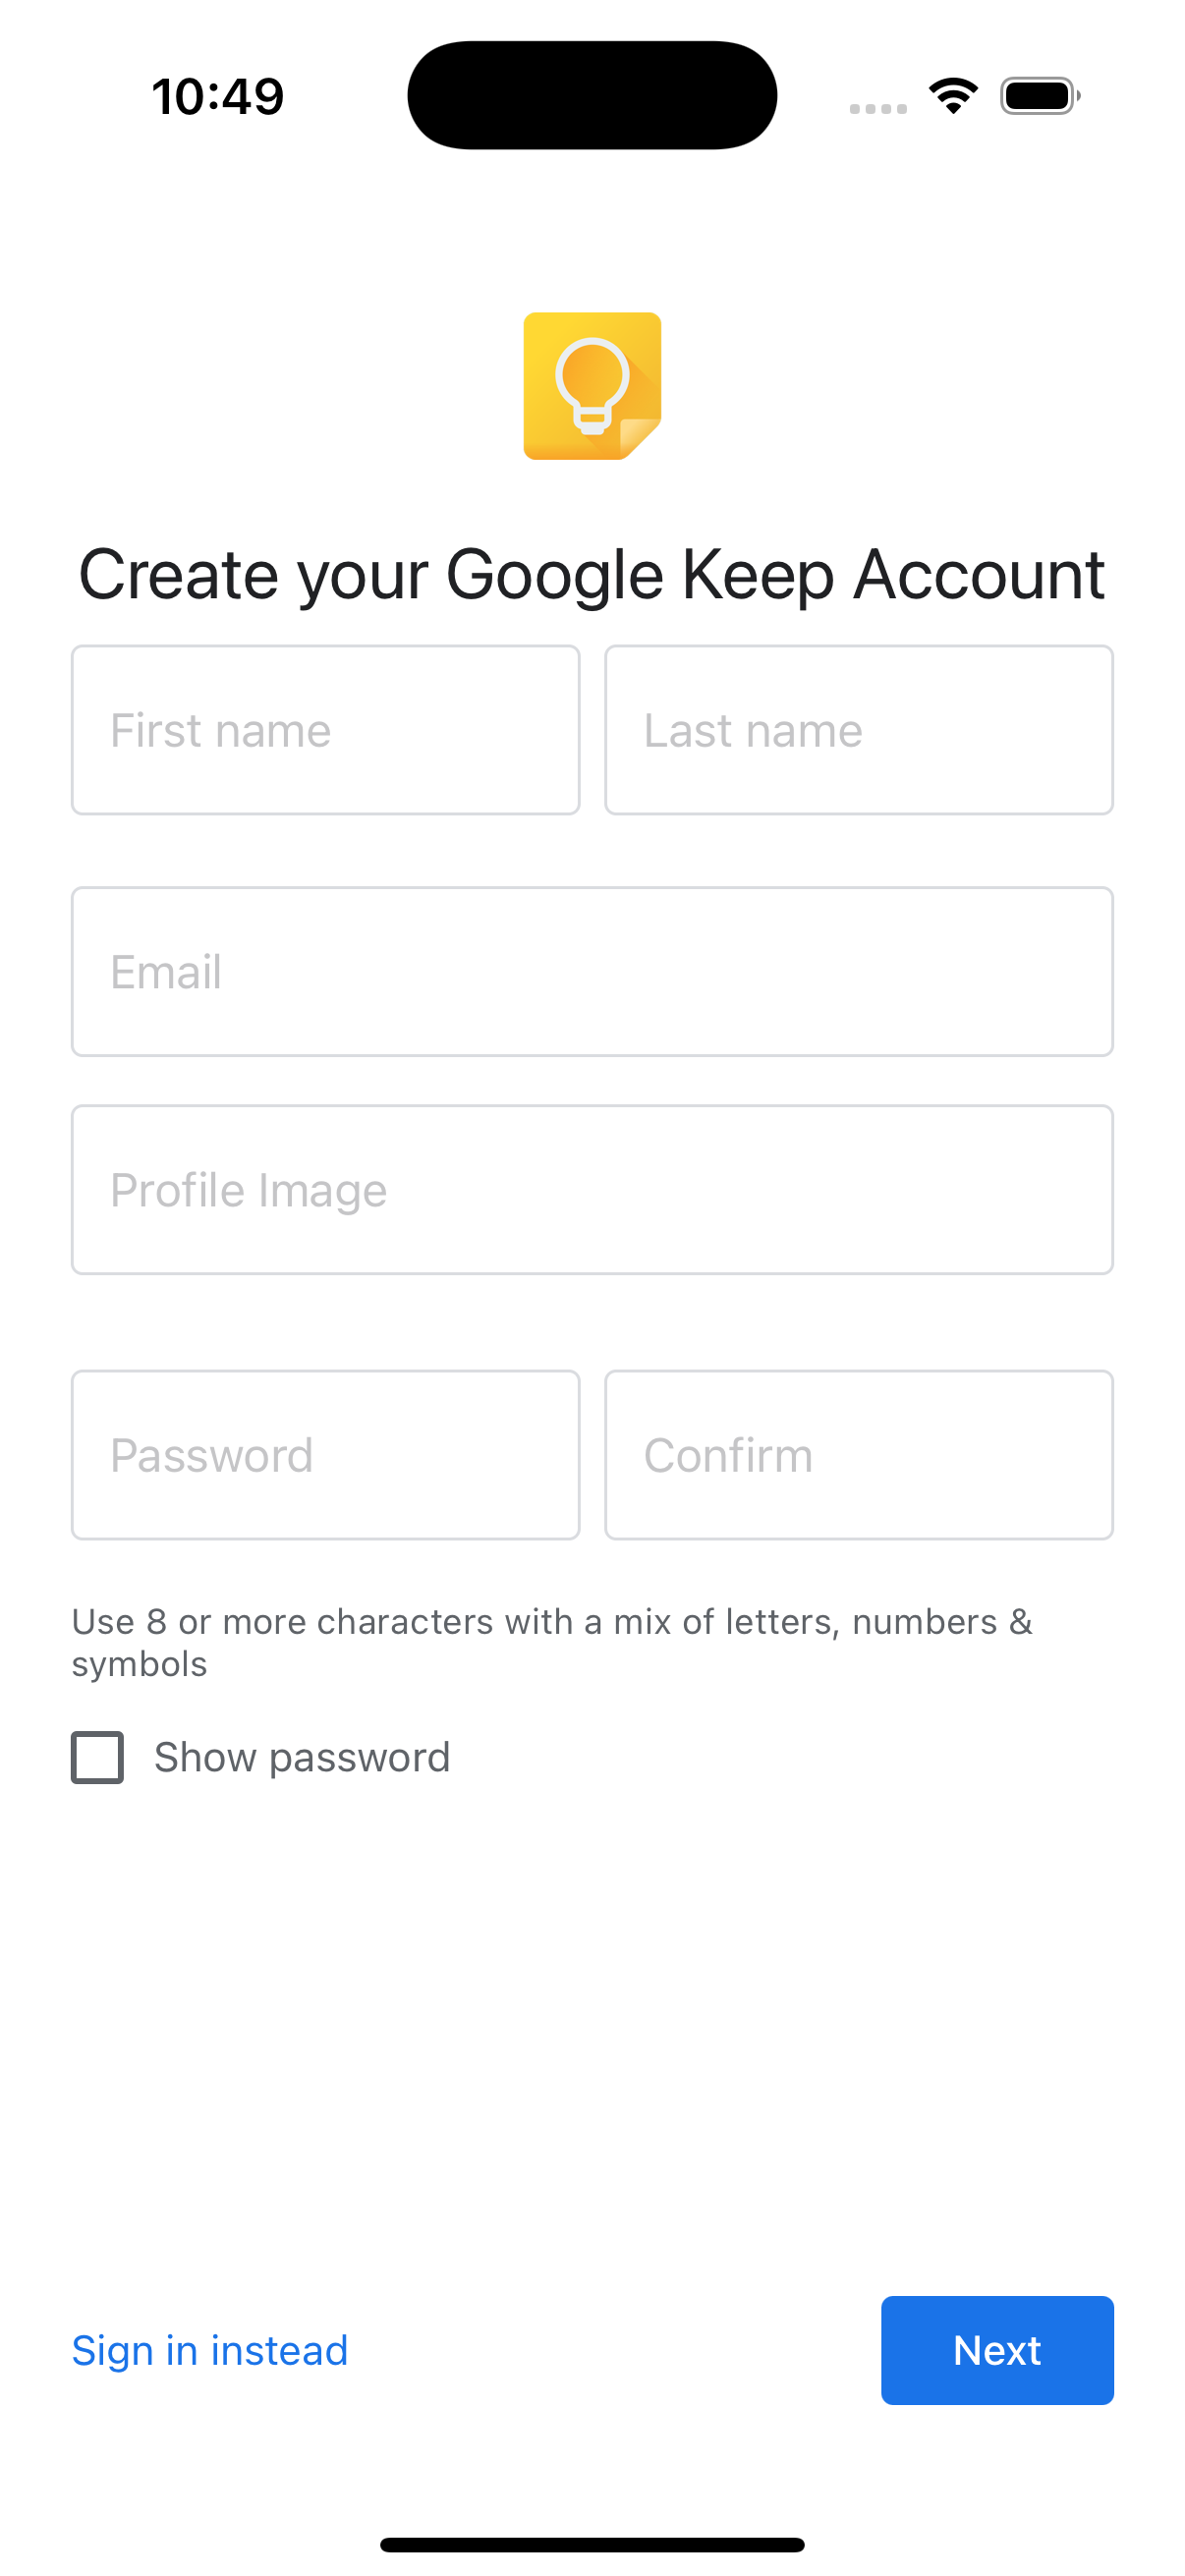 10:49
Create your Google Keep Account
First name
Last name
Email
Profile Image
Password
Confirm
Use 8 or more characters with a mix of letters, numbers &
symbols
Show password
Sign in instead
Next